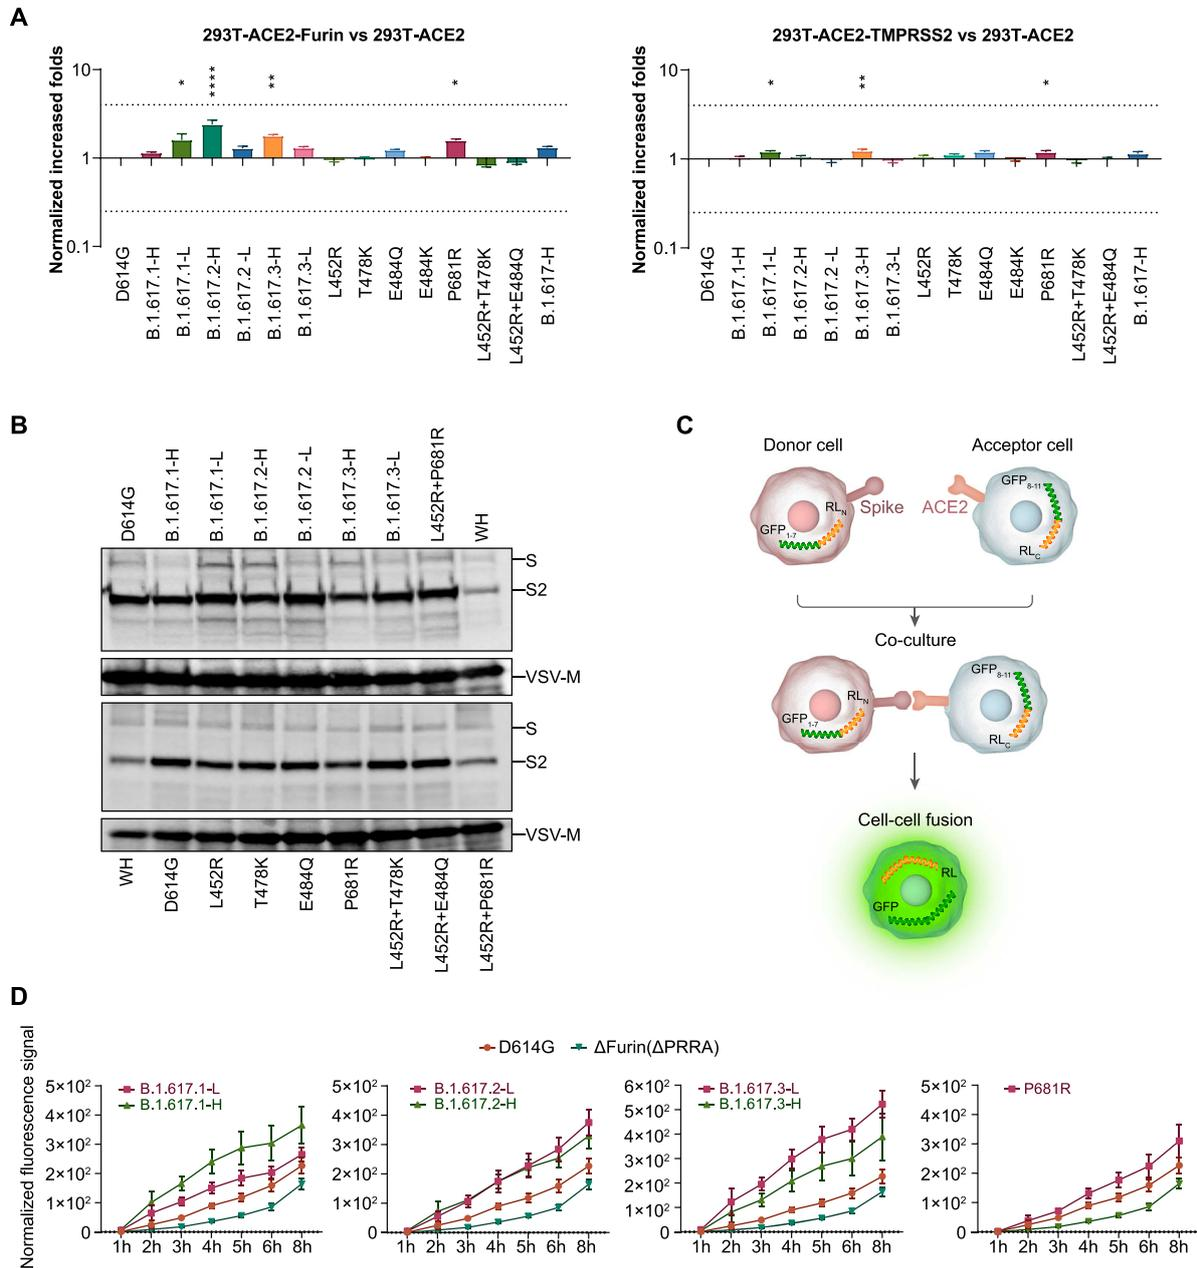 A
293T-ACE2-Furin vs 293T-ACE2
Normalized increased folds
10
1
0.1
*
****
**
*
D614G
B.1.617.1-H
B.1.617.1-L
B.1.617.2-H
B.1.617.2 -L
B.1.617.3-H
B.1.617.3-L
L452R
T478K
E484Q
E484K
P681R
L452R+T478K
L452R+E484Q
B.1.617-H
293T-ACE2-TMPRSS2 vs 293T-ACE2
Normalized increased folds
10
1
0.1
*
**
*
D614G
B.1.617.1-H
B.1.617.1-L
B.1.617.2-H
B.1.617.2 -L
B.1.617.3-H
B.1.617.3-L
L452R
T478K
E484Q
E484K
P681R
L452R+T478K
L452R+E484Q
B.1.617-H
B
D614G
B.1.617.1-H
B.1.617.1-L
B.1.617.2-H
B.1.617.2 -L
B.1.617.3-H
B.1.617.3-L
L452R+P681R
WH
S
S2
VSV-M
S
S2
VSV-M
WH
D614G
L452R
T478K
E484Q
P681R
L452R+T478K
L452R+E484Q
L452R+P681R
C
Donor cell
Acceptor cell
GFP1-7
RLN
Spike
ACE2
GFP8-11
RLC
Co-culture
GFP1-7
RLN
GFP8-11
RLC
Cell-cell fusion
RL
GFP
D
Normalized fluorescence signal
D614G ΔFurin(ΔPRRA)
B.1.617.1-L
B.1.617.1-H
5×10²
4×10²
3×10²
2×10²
1×10²
0
1h 2h 3h 4h 5h 6h 8h
B.1.617.2-L
B.1.617.2-H
5×10²
4×10²
3×10²
2×10²
1×10²
0
1h 2h 3h 4h 5h 6h 8h
B.1.617.3-L
B.1.617.3-H
6×10²
5×10²
4×10²
3×10²
2×10²
1×10²
0
1h 2h 3h 4h 5h 6h 8h
P681R
5×10²
4×10²
3×10²
2×10²
1×10²
0
1h 2h 3h 4h 5h 6h 8h